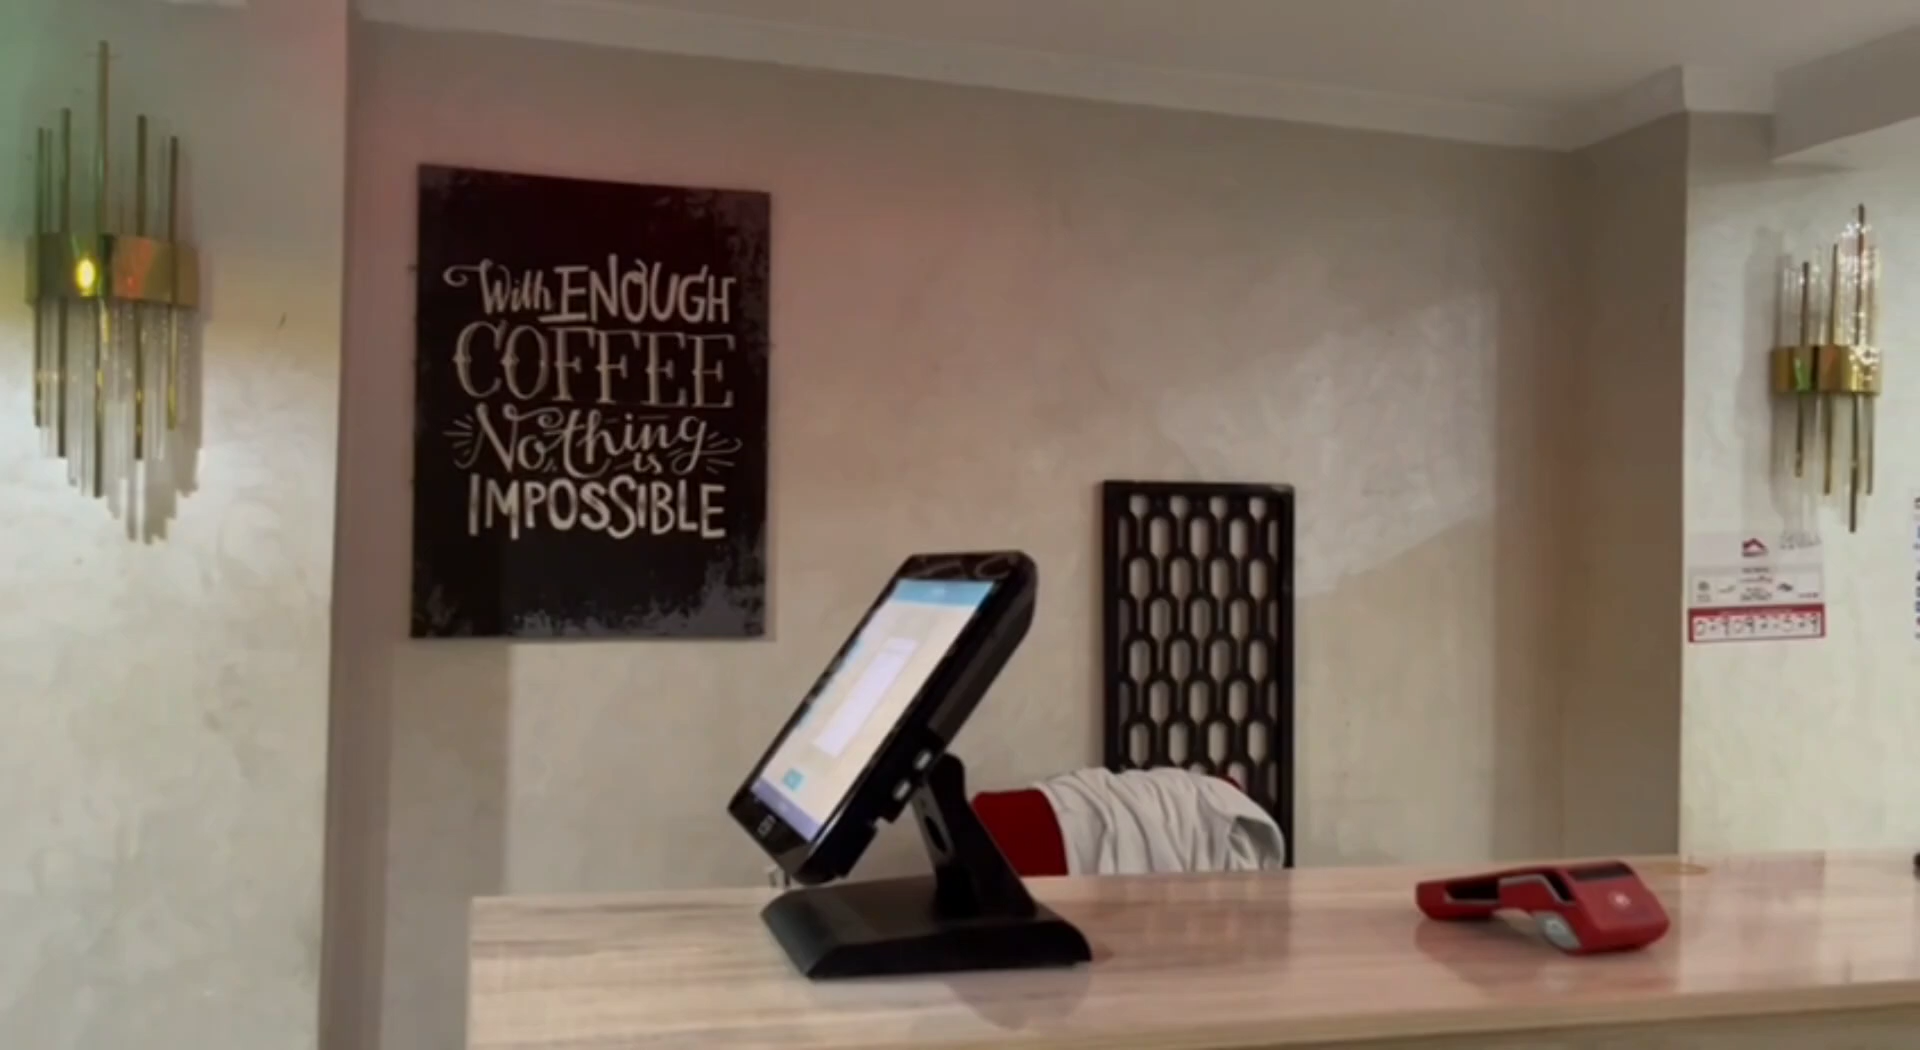 With ENOUGH
COFFEE
Nothing
is
IMPOSSIBLE